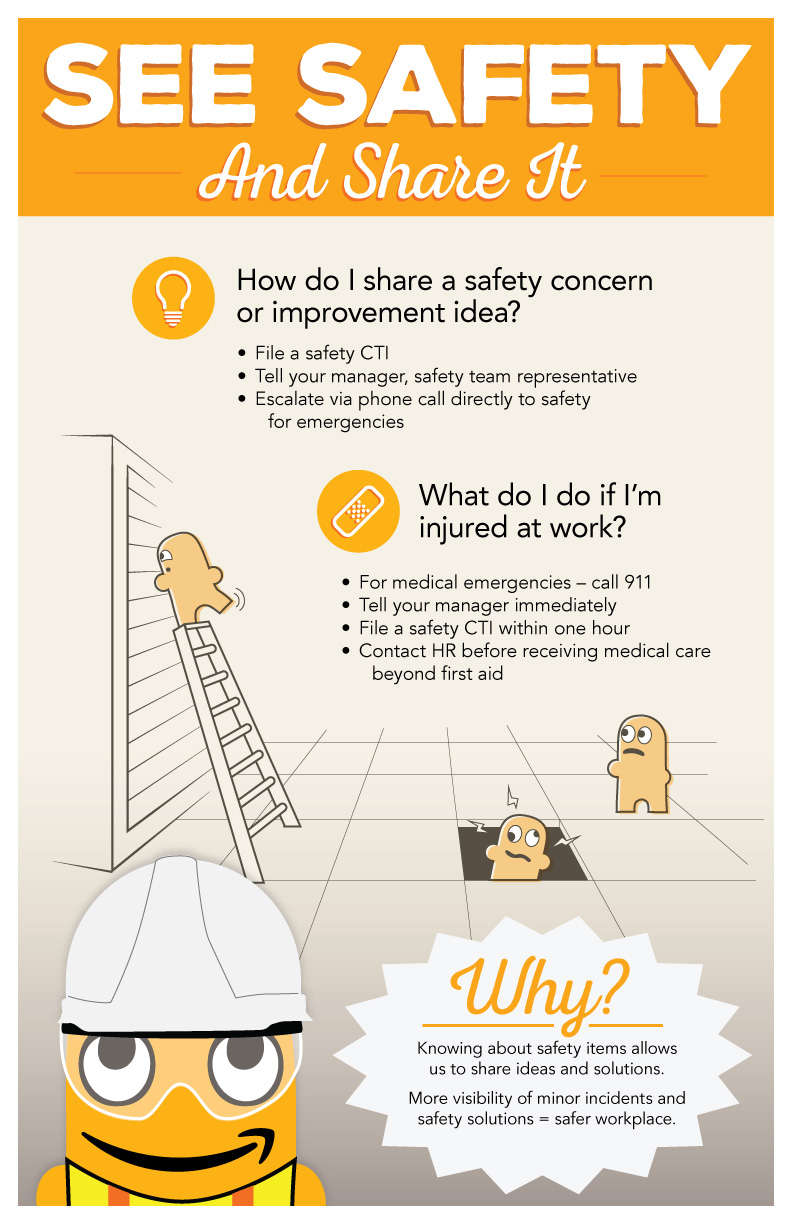 SEE SAFETY
And Share It
How do I share a safety concern
or improvement idea?
• File a safety CTI
• Tell your manager, safety team representative
• Escalate via phone call directly to safety
for emergencies
What do I do if I'm
injured at work?
• For medical emergencies – call 911
• Tell your manager immediately
• File a safety CTI within one hour
• Contact HR before receiving medical care
beyond first aid
Why?
Knowing about safety items allows
us to share ideas and solutions.
More visibility of minor incidents and
safety solutions = safer workplace.